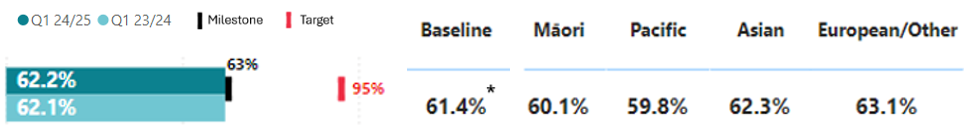 Q1 24/25 Q1 23/24 Milestone Target
63%
62.2%
95%
62.1%
Baseline Māori Pacific Asian European/Other
61.4%* 60.1% 59.8% 62.3% 63.1%